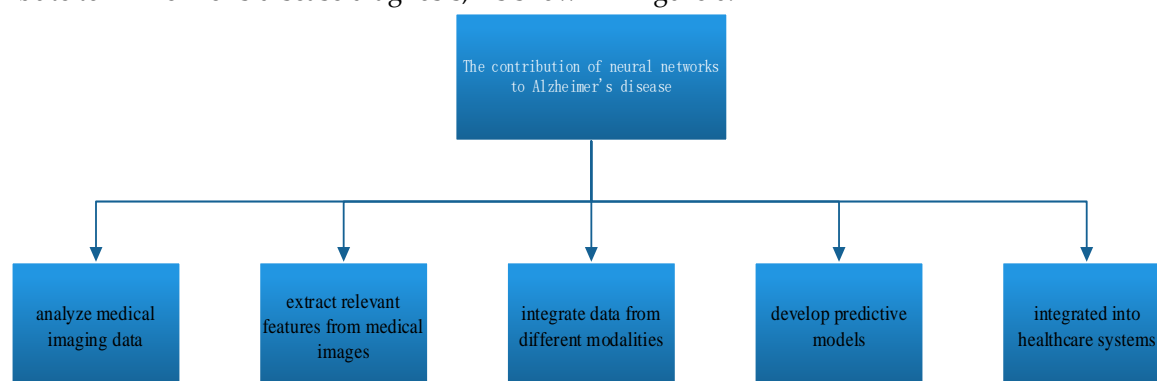 The contribution of neural networks
to Alzheimer's disease
analyze medical
imaging data
extract relevant
features from medical
images
integrate data from
different modalities
develop predictive
models
integrated into
healthcare systems